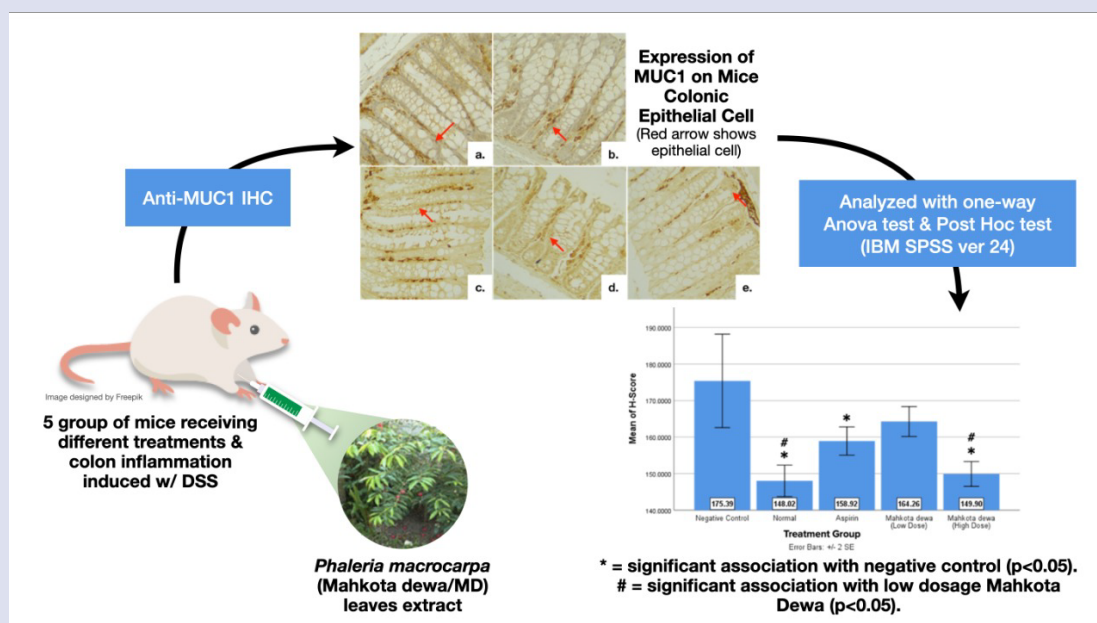 Expression of
MUC1 on Mice
Colonic
Epithelial Cell
(Red arrow shows
epithelial cell)
a.
b.
c.
d.
e.
Anti-MUC1 IHC
Analyzed with one-way
Anova test & Post Hoc test
(IBM SPSS ver 24)
Image designed by Freepik
5 group of mice receiving
different treatments &
colon inflammation
induced w/ DSS
Phaleria macrocarpa
(Mahkota dewa/MD)
leaves extract
Mean of H-Score
190.0000
180.0000
170.0000
160.0000
150.0000
140.0000
#
*
*
#
*
175.39
148.02
158.92
164.26
149.90
Negative Control
Normal
Aspirin
Mahkota dewa
(Low Dose)
Mahkota dewa
(High Dose)
Treatment Group
Error Bars: +/- 2 SE
* = significant association with negative control (p<0.05).
# = significant association with low dosage Mahkota
Dewa (p<0.05).